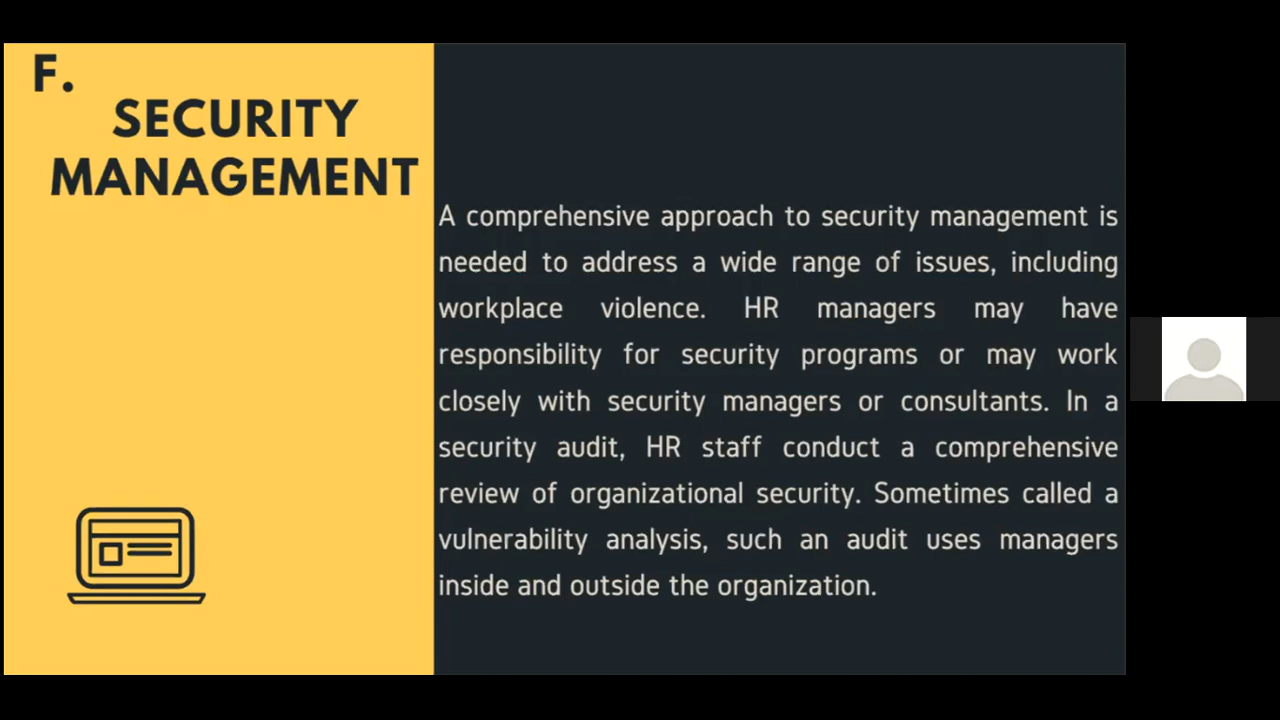 F.
SECURITY
MANAGEMENT
A comprehensive approach to security management is
needed to address a wide range of issues, including
workplace violence. HR managers may have
responsibility for security programs or may work
closely with security managers or consultants. In a
security audit, HR staff conduct a comprehensive
review of organizational security. Sometimes called a
vulnerability analysis, such an audit uses managers
inside and outside the organization.